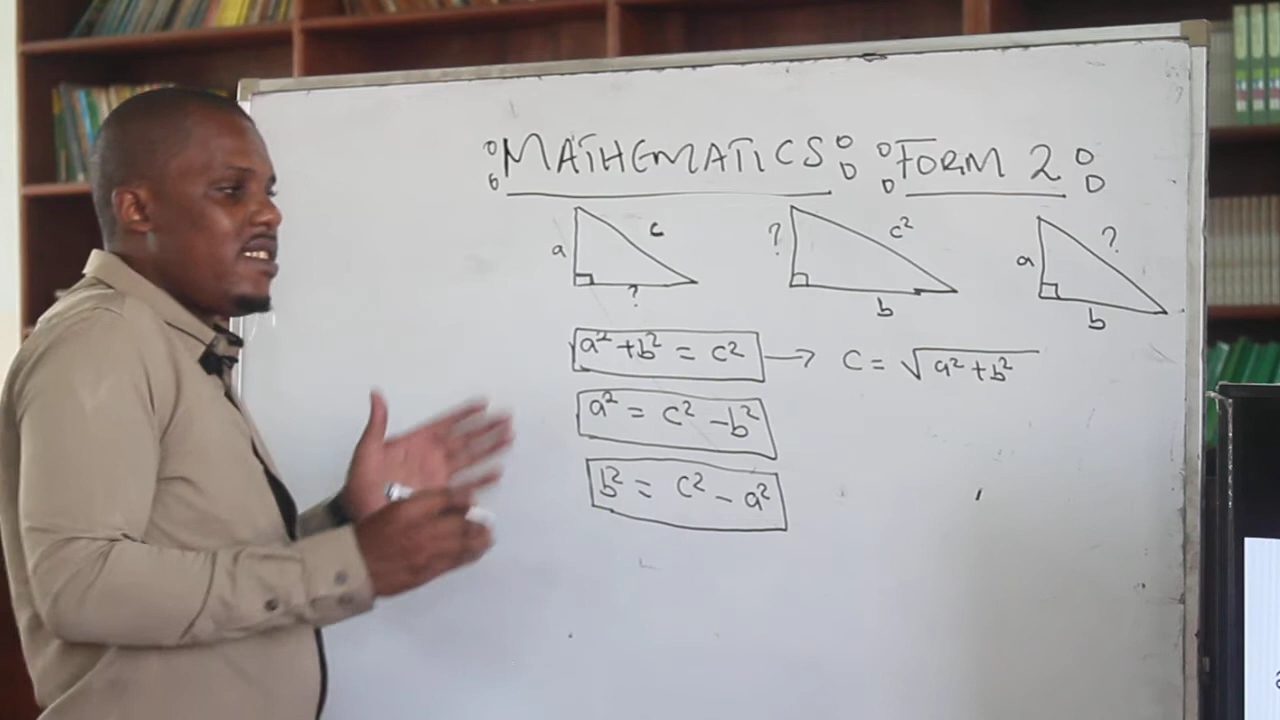 MATHEMATICS FORM 2
a c ?
? c² b
a ? b
a² + b² = c² → C = √a² + b²
a² = c² - b²
b² = c² - a²